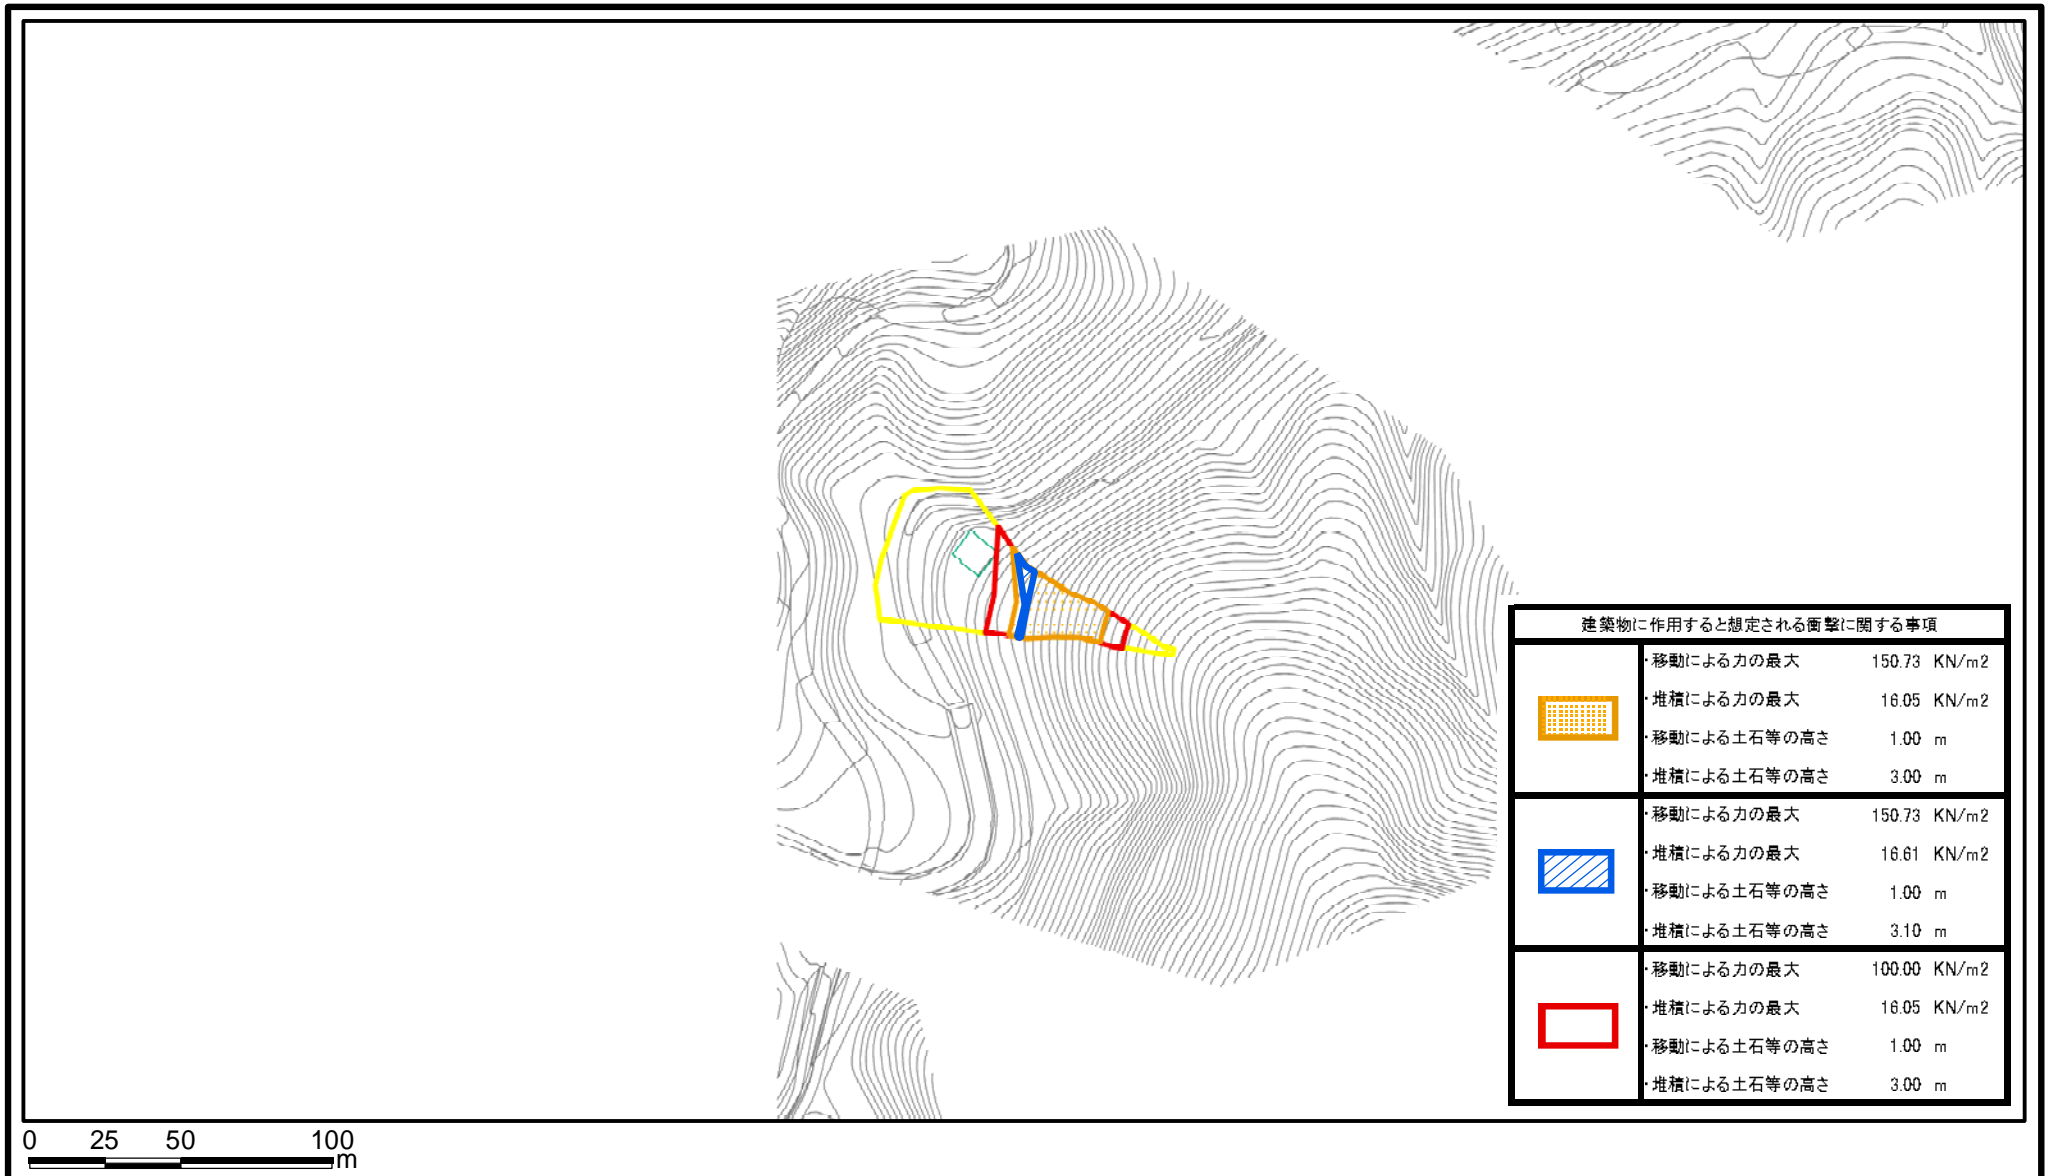 建築物に作用すると想定される衝撃に関する事項
・移動による力の最大 150.73 KN/m2
・堆積による力の最大 16.05 KN/m2
・移動による土石等の高さ 1.00 m
・堆積による土石等の高さ 3.00 m
・移動による力の最大 150.73 KN/m2
・堆積による力の最大 16.61 KN/m2
・移動による土石等の高さ 1.00 m
・堆積による土石等の高さ 3.10 m
・移動による力の最大 100.00 KN/m2
・堆積による力の最大 16.05 KN/m2
・移動による土石等の高さ 1.00 m
・堆積による土石等の高さ 3.00 m
0 25 50 100
m